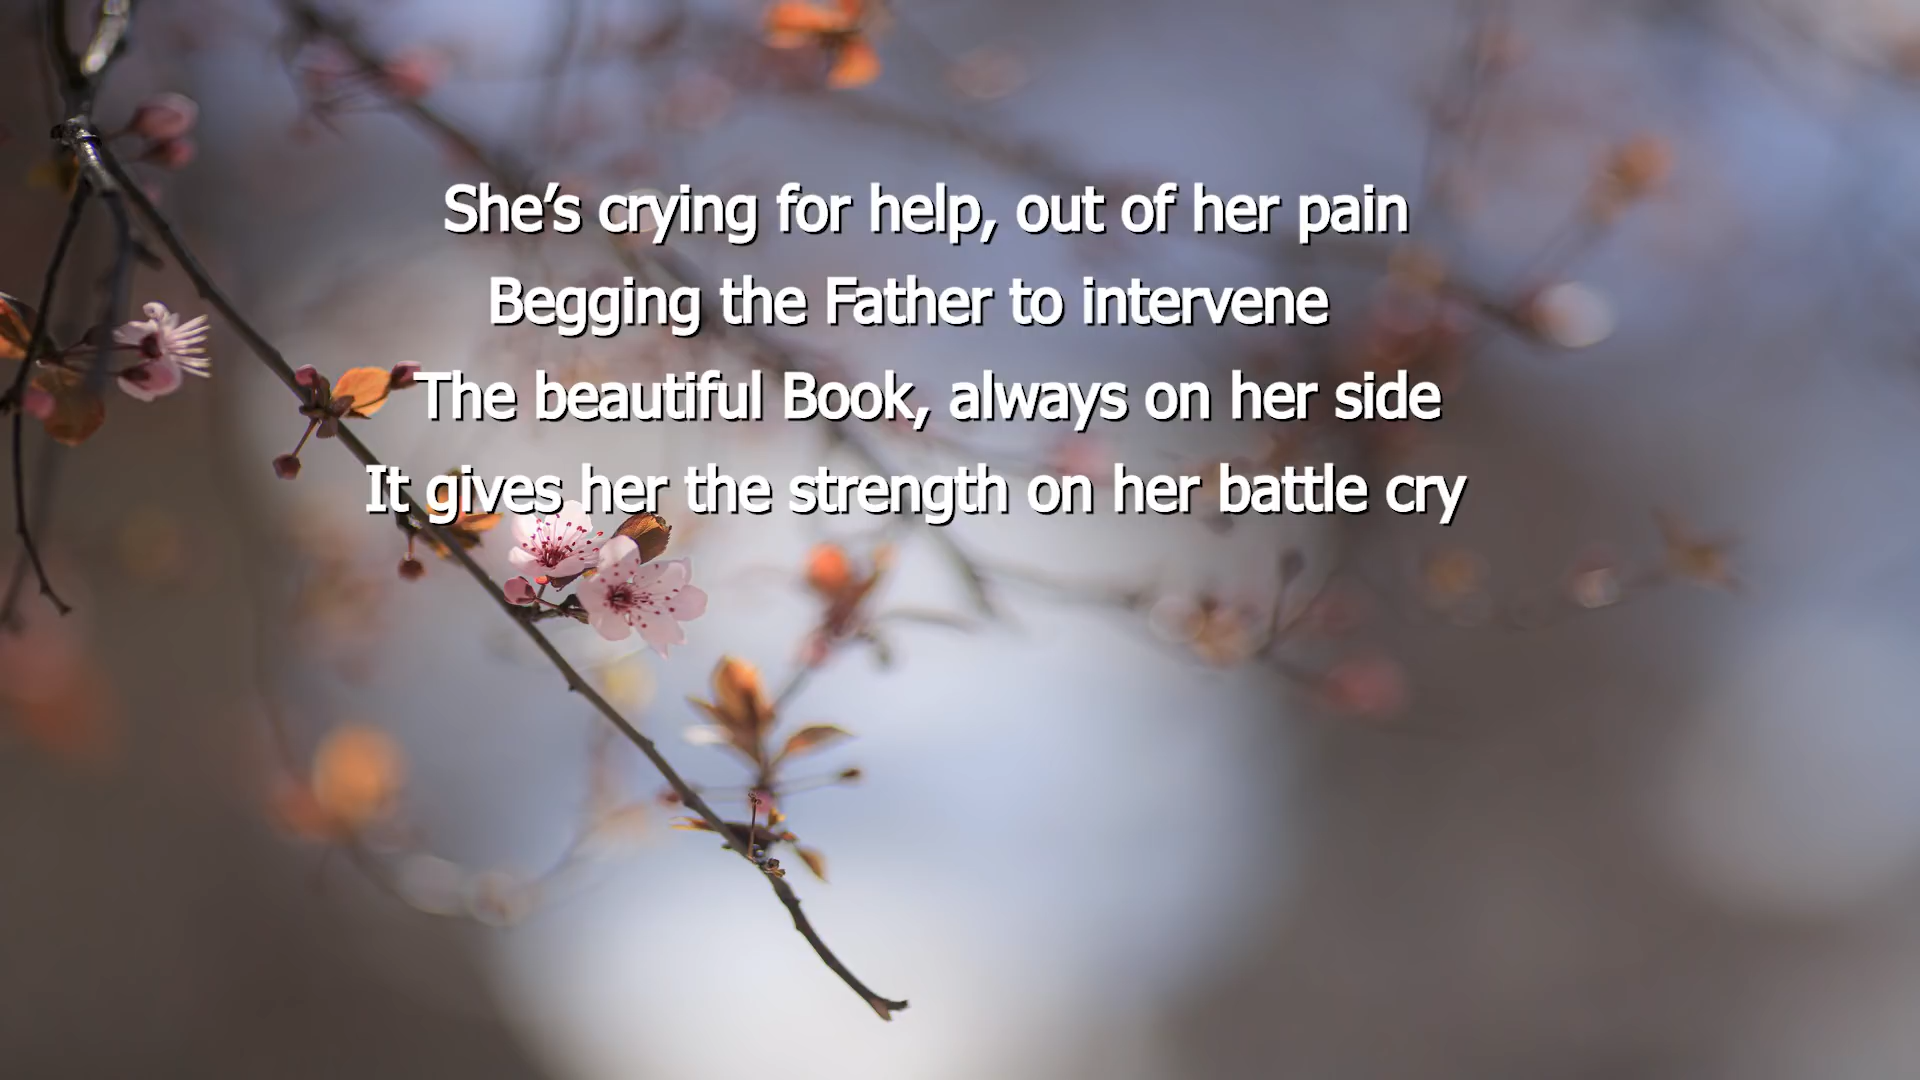 She’s crying for help, out of her pain
Begging the Father to intervene
The beautiful Book, always on her side
It gives her the strength on her battle cry